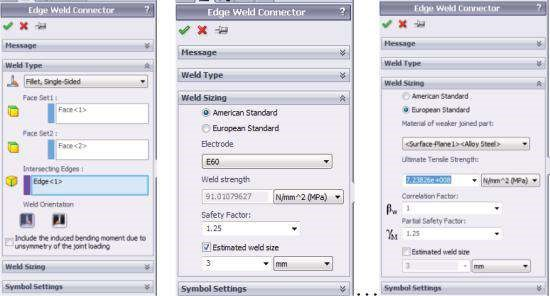 Edge Weld Connector ?
Message
Weld Type
Fillet, Single-Sided
Face Set1 :
Face<1>
Face Set2 :
Face<2>
Intersecting Edges :
Edge<1>
Weld Orientation
Include the induced bending moment due to
unsymmetry of the joint loading
Weld Sizing
Symbol Settings
Edge Weld Connector ?
Message
Weld Type
Weld Sizing
American Standard
European Standard
Electrode
E60
Weld strength
91.01079627 N/mm^2 (MPa)
Safety Factor:
1.25
Estimated weld size
3 mm
Symbol Settings
...
Edge Weld Connector ?
Message
Weld Type
Weld Sizing
American Standard
European Standard
Material of weaker joined part:
<Surface-Plane1><Alloy Steel>
Ultimate Tensile Strength:
7.23826e+008 N/mm^2 (MPa)
Correlation Factor:
βw 1
Partial Safety Factor:
γM 1.25
Estimated weld size
3 mm
Symbol Settings